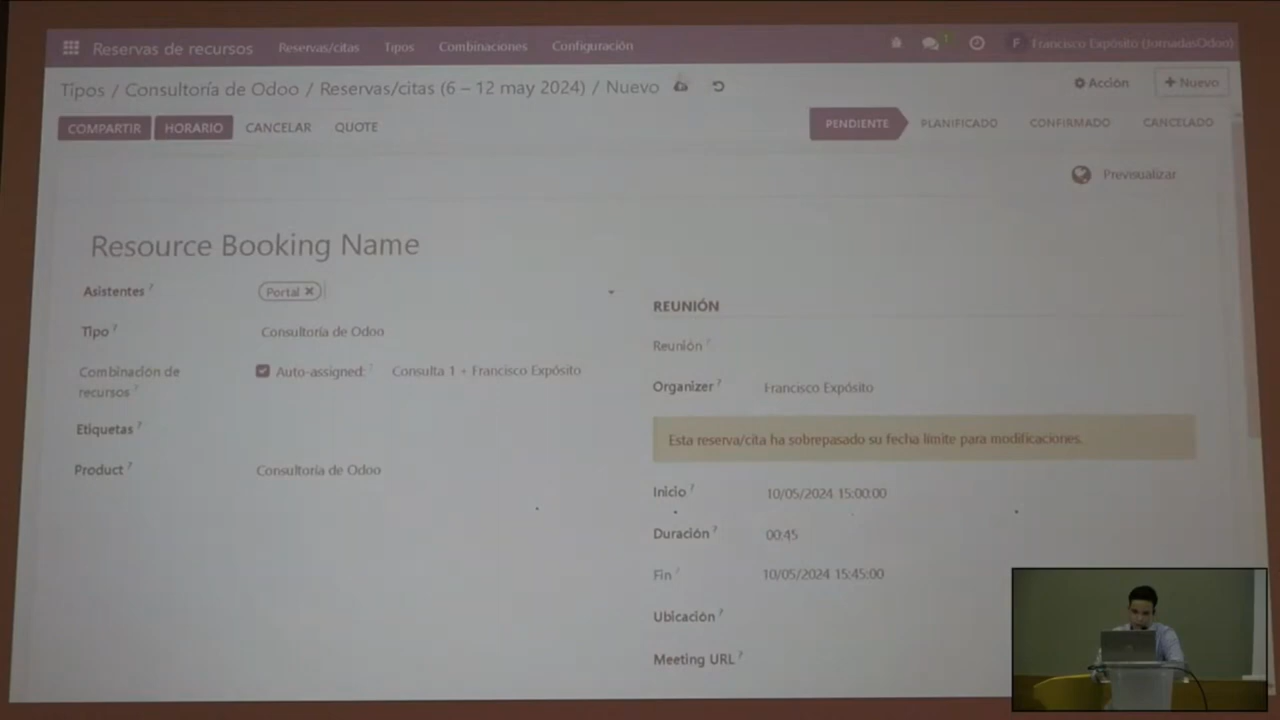 Reservas de recursos Reservas/citas Tipos Combinaciones Configuración 1 F Francisco Expósito (JornadasOdoo)
Tipos / Consultoría de Odoo / Reservas/citas (6 – 12 may 2024) / Nuevo Acción + Nuevo
COMPARTIR HORARIO CANCELAR QUOTE PENDIENTE PLANIFICADO CONFIRMADO CANCELADO
Previsualizar
Resource Booking Name
Asistentes ? Portal ×
Tipo ? Consultoría de Odoo
Combinación de recursos ? Auto-assigned: ? Consulta 1 + Francisco Expósito
Etiquetas ?
Product ? Consultoría de Odoo
REUNIÓN
Reunión ?
Organizer ? Francisco Expósito
Esta reserva/cita ha sobrepasado su fecha límite para modificaciones.
Inicio ? 10/05/2024 15:00:00
Duración ? 00:45
Fin ? 10/05/2024 15:45:00
Ubicación ?
Meeting URL ?